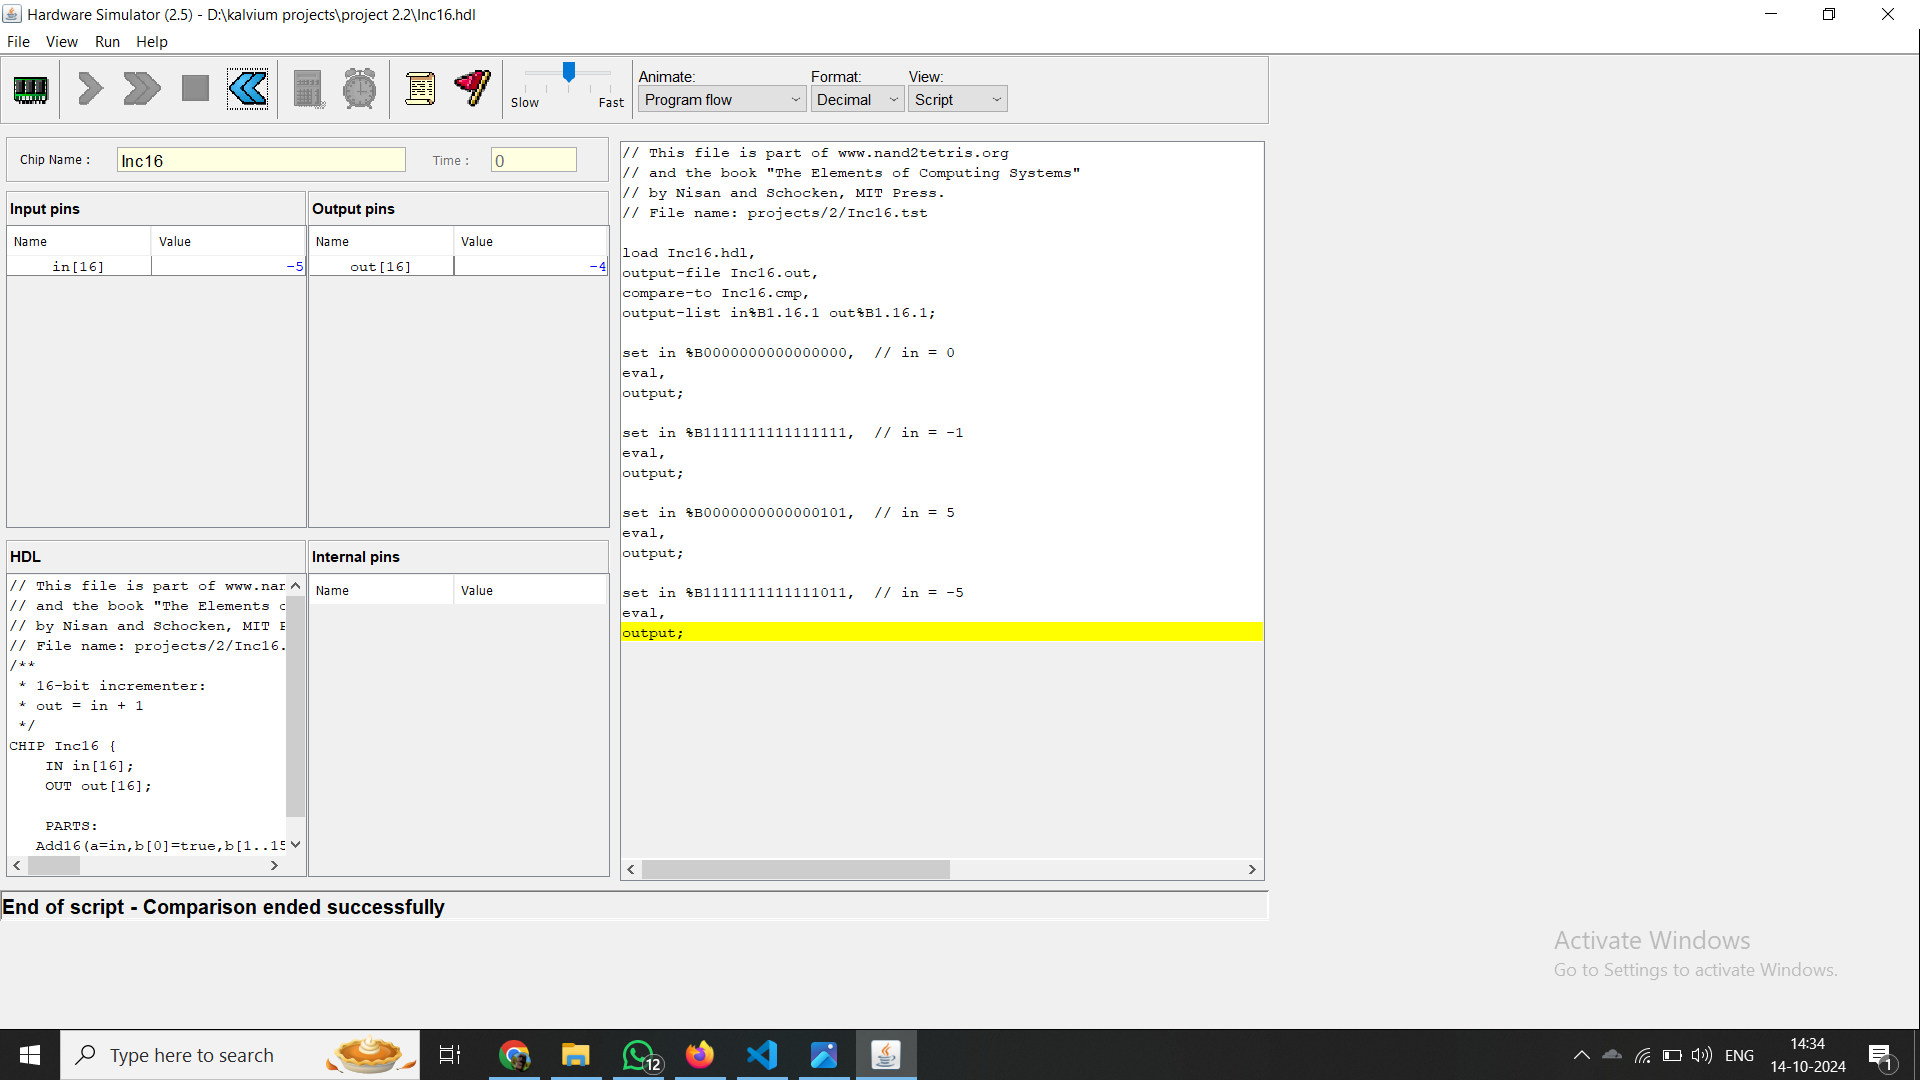 Hardware Simulator (2.5) - D:\kalvium projects\project 2.2\Inc16.hdl
File View Run Help
Slow Fast
Animate:
Program flow
Format:
Decimal
View:
Script
Chip Name :
Inc16
Time :
0
Input pins
Name Value
in[16] -5
Output pins
Name Value
out[16] -4
HDL
// This file is part of www.nan
// and the book "The Elements
// by Nisan and Schocken, MIT
// File name: projects/2/Inc16.
/**
* 16-bit incrementer:
* out = in + 1
*/
CHIP Inc16 {
IN in[16];
OUT out[16];
PARTS:
Add16(a=in,b[0]=true,b[1..15
Internal pins
Name Value
// This file is part of www.nand2tetris.org
// and the book "The Elements of Computing Systems"
// by Nisan and Schocken, MIT Press.
// File name: projects/2/Inc16.tst
load Inc16.hdl,
output-file Inc16.out,
compare-to Inc16.cmp,
output-list in%B1.16.1 out%B1.16.1;
set in %B0000000000000000, // in = 0
eval,
output;
set in %B1111111111111111, // in = -1
eval,
output;
set in %B0000000000000101, // in = 5
eval,
output;
set in %B1111111111111011, // in = -5
eval,
output;
End of script - Comparison ended successfully
Activate Windows
Go to Settings to activate Windows.
Type here to search
12
ENG
14:34
14-10-2024
1